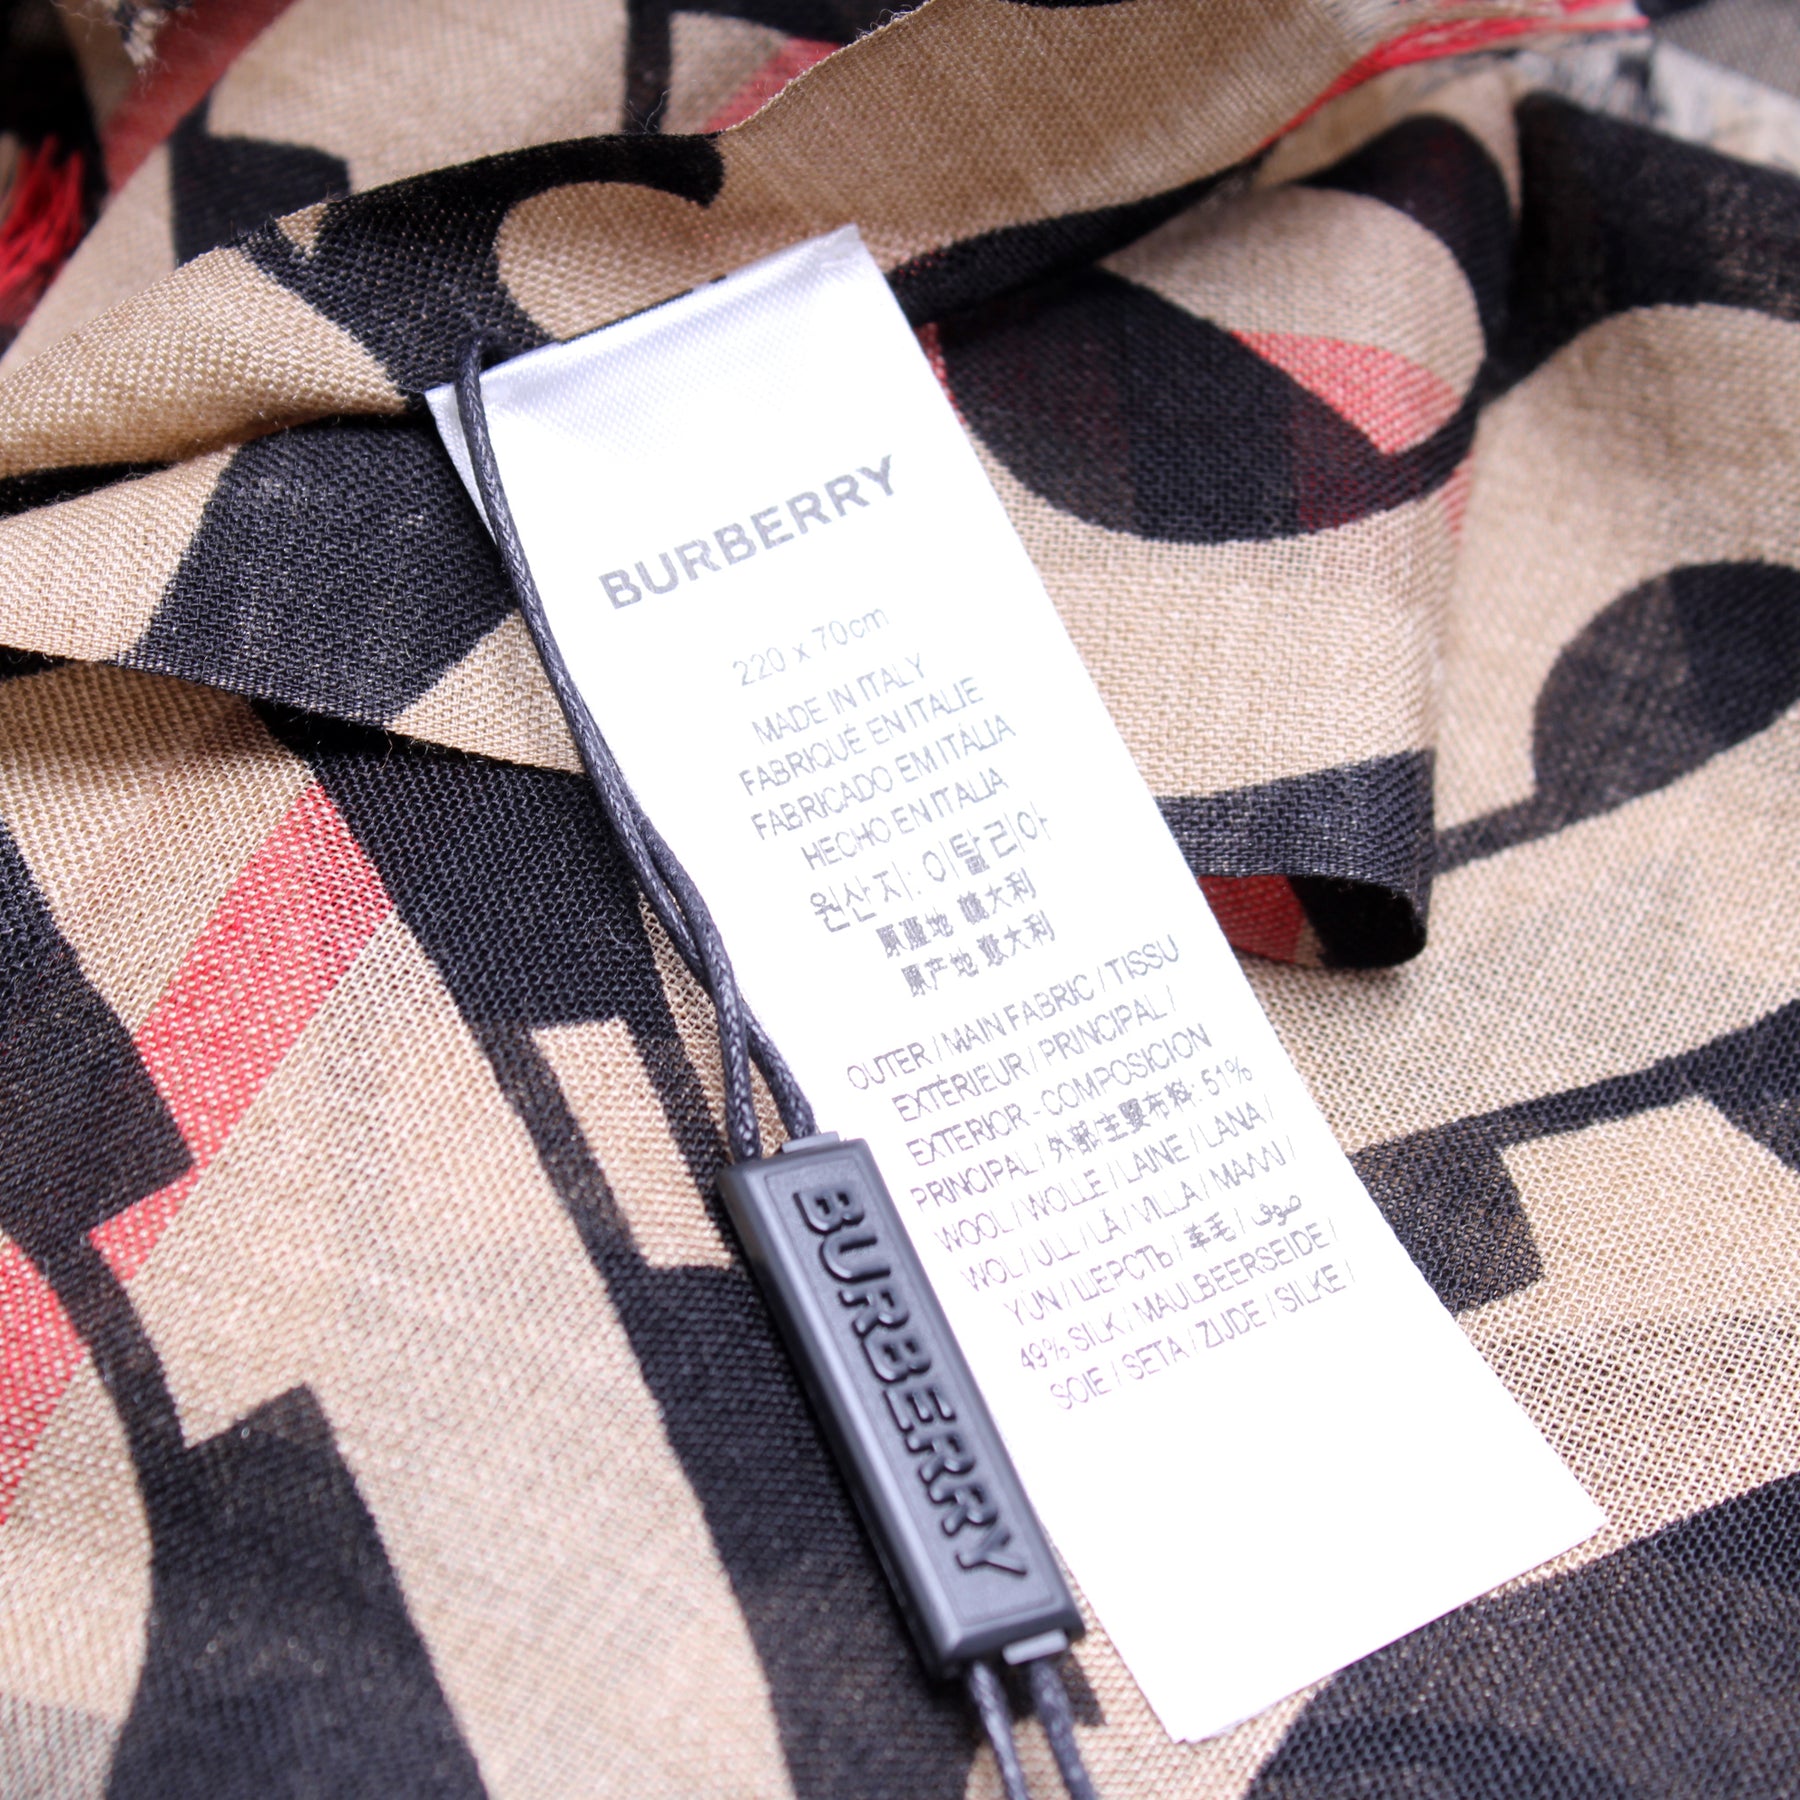 BURBERRY
220 x 70cm
MADE IN ITALY
FABRIQUÉ EN ITALIE
FABRICADO EM ITÁLIA
HECHO EN ITALIA
원산지: 이탈리아
原產地 義大利
原产地 意大利
OUTER / MAIN FABRIC / TISSU
EXTÉRIEUR / PRINCIPAL /
EXTERIOR - COMPOSICION
PRINCIPAL / 外部主要布料: 51%
WOOL / WOLLE / LAINE / LANA /
WOL / ULL / LÃ / VILLA / ΜΑΛΛΙ /
YUN / ШЕРСТЬ / 羊毛 / صوف
49% SILK / MAULBEERSEIDE /
SOIE / SETA / ZIJDE / SILKE /
BURBERRY